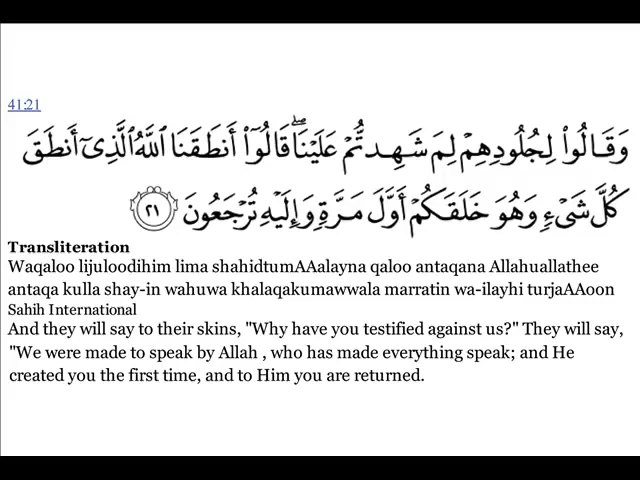 41:21
وَقَالُوا۟ لِجُلُودِهِمْ لِمَ شَهِدتُّمْ عَلَيْنَا ۖ قَالُوٓا۟ أَنطَقَنَا ٱللَّهُ ٱلَّذِىٓ أَنطَقَ
كُلَّ شَىْءٍ وَهُوَ خَلَقَكُمْ أَوَّلَ مَرَّةٍ وَإِلَيْهِ تُرْجَعُونَ ٢١
Transliteration
Waqaloo lijuloodihim lima shahidtumAAalayna qaloo antaqana Allahuallathee
antaqa kulla shay-in wahuwa khalaqakumawwala marratin wa-ilayhi turjaAAoon
Sahih International
And they will say to their skins, "Why have you testified against us?" They will say,
"We were made to speak by Allah , who has made everything speak; and He
created you the first time, and to Him you are returned.